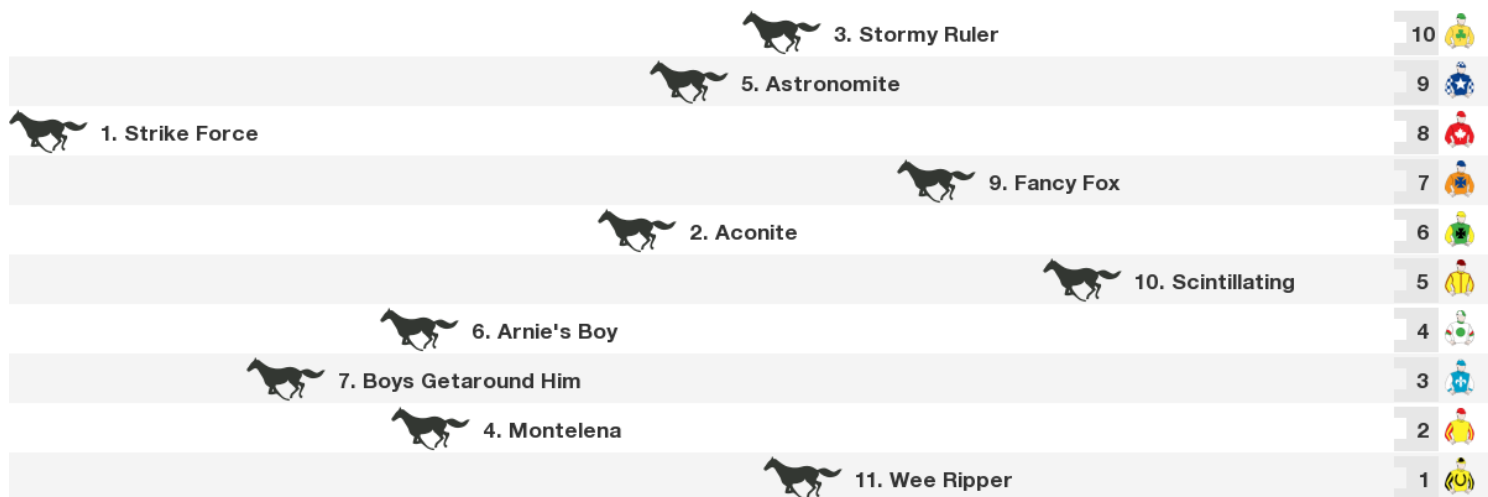 3. Stormy Ruler 10
5. Astronomite 9
1. Strike Force 8
9. Fancy Fox 7
2. Aconite 6
10. Scintillating 5
6. Arnie's Boy 4
7. Boys Getaround Him 3
4. Montelena 2
11. Wee Ripper 1